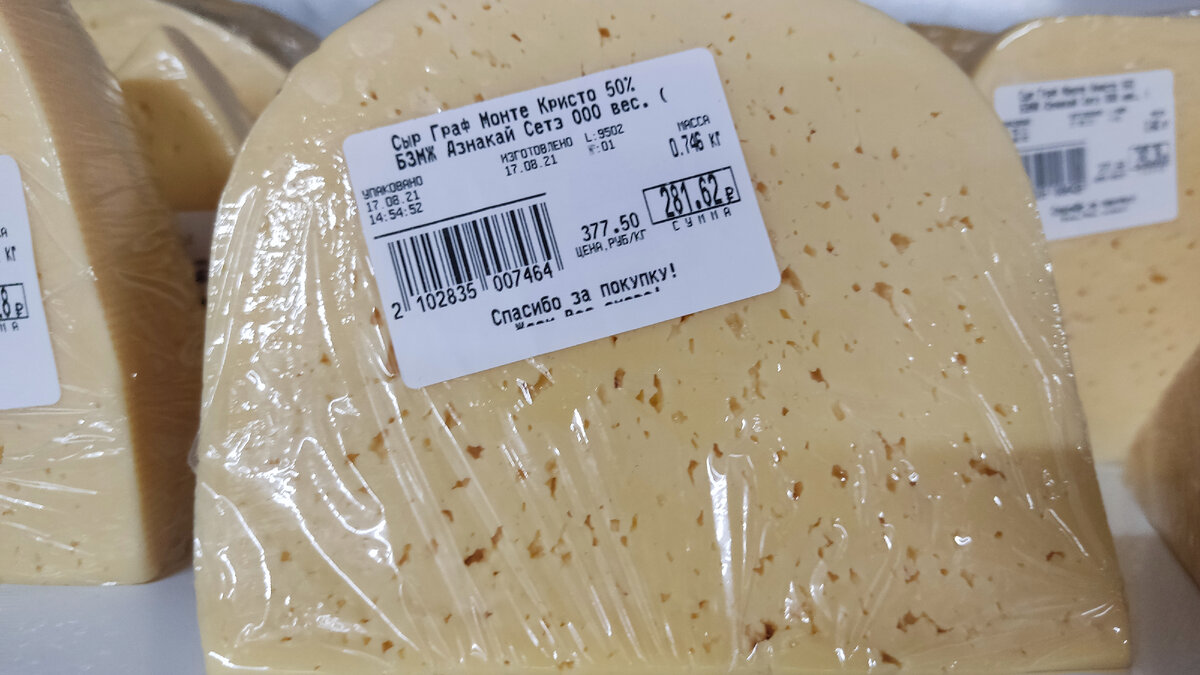 Сыр Граф Монте Кристо 50%
БЗМЖ Азнакай Сетэ ООО вес. (
УПАКОВАНО
17.08.21
14:54:52
ИЗГОТОВЛЕНО
17.08.21
L:9502
№:01
МАССА
0.746 КГ
377.50
ЦЕНА,РУБ/КГ
281.62₽
СУММА
2 102835 007464
Спасибо за покупку!
КГ